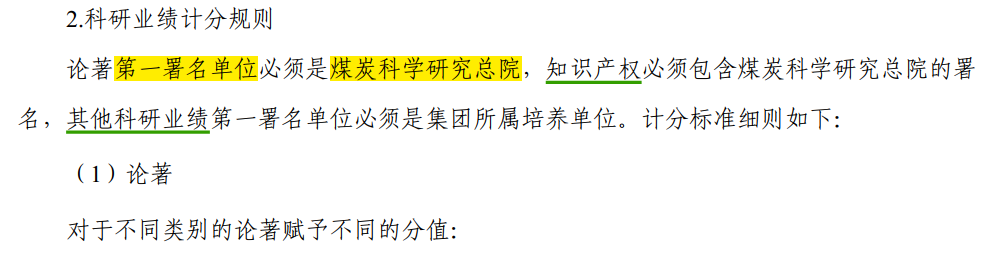 2.科研业绩计分规则
论著第一署名单位必须是煤炭科学研究总院，知识产权必须包含煤炭科学研究总院的署
名，其他科研业绩第一署名单位必须是集团所属培养单位。计分标准细则如下：
（1）论著
对于不同类别的论著赋予不同的分值：